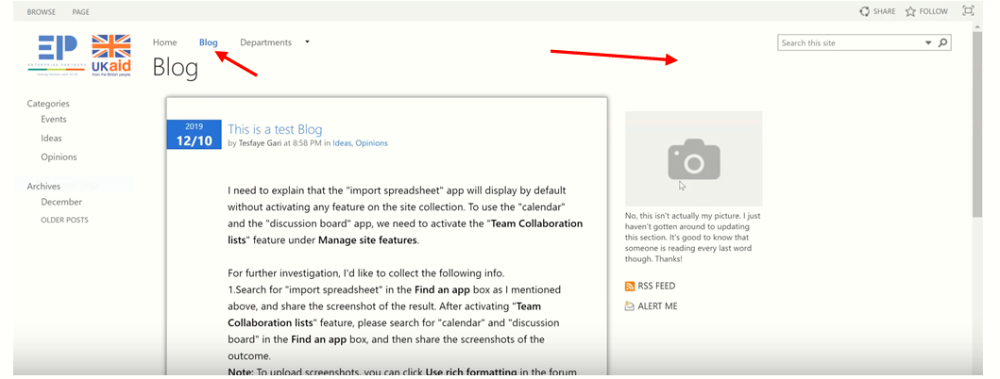 BROWSE PAGE
SHARE FOLLOW
EP
ENTERPRISE PARTNERS
UKaid
from the British people
Home Blog Departments
Search this site
Blog
Categories
Events
Ideas
Opinions
Archives
December
OLDER POSTS
2019
12/10
This is a test Blog
by Tesfaye Gari at 8:58 PM in Ideas, Opinions
I need to explain that the "import spreadsheet" app will display by default
without activating any feature on the site collection. To use the "calendar"
and the "discussion board" app, we need to activate the "Team Collaboration
lists" feature under Manage site features.
For further investigation, I'd like to collect the following info.
1.Search for "import spreadsheet" in the Find an app box as I mentioned
above, and share the screenshot of the result. After activating "Team
Collaboration lists" feature, please search for "calendar" and "discussion
board" in the Find an app box, and then share the screenshots of the
outcome.
Note: To upload screenshots, you can click Use rich formatting in the forum
No, this isn't actually my picture. I just
haven't gotten around to updating
this section. It's good to know that
someone is reading every last word
though. Thanks!
RSS FEED
ALERT ME